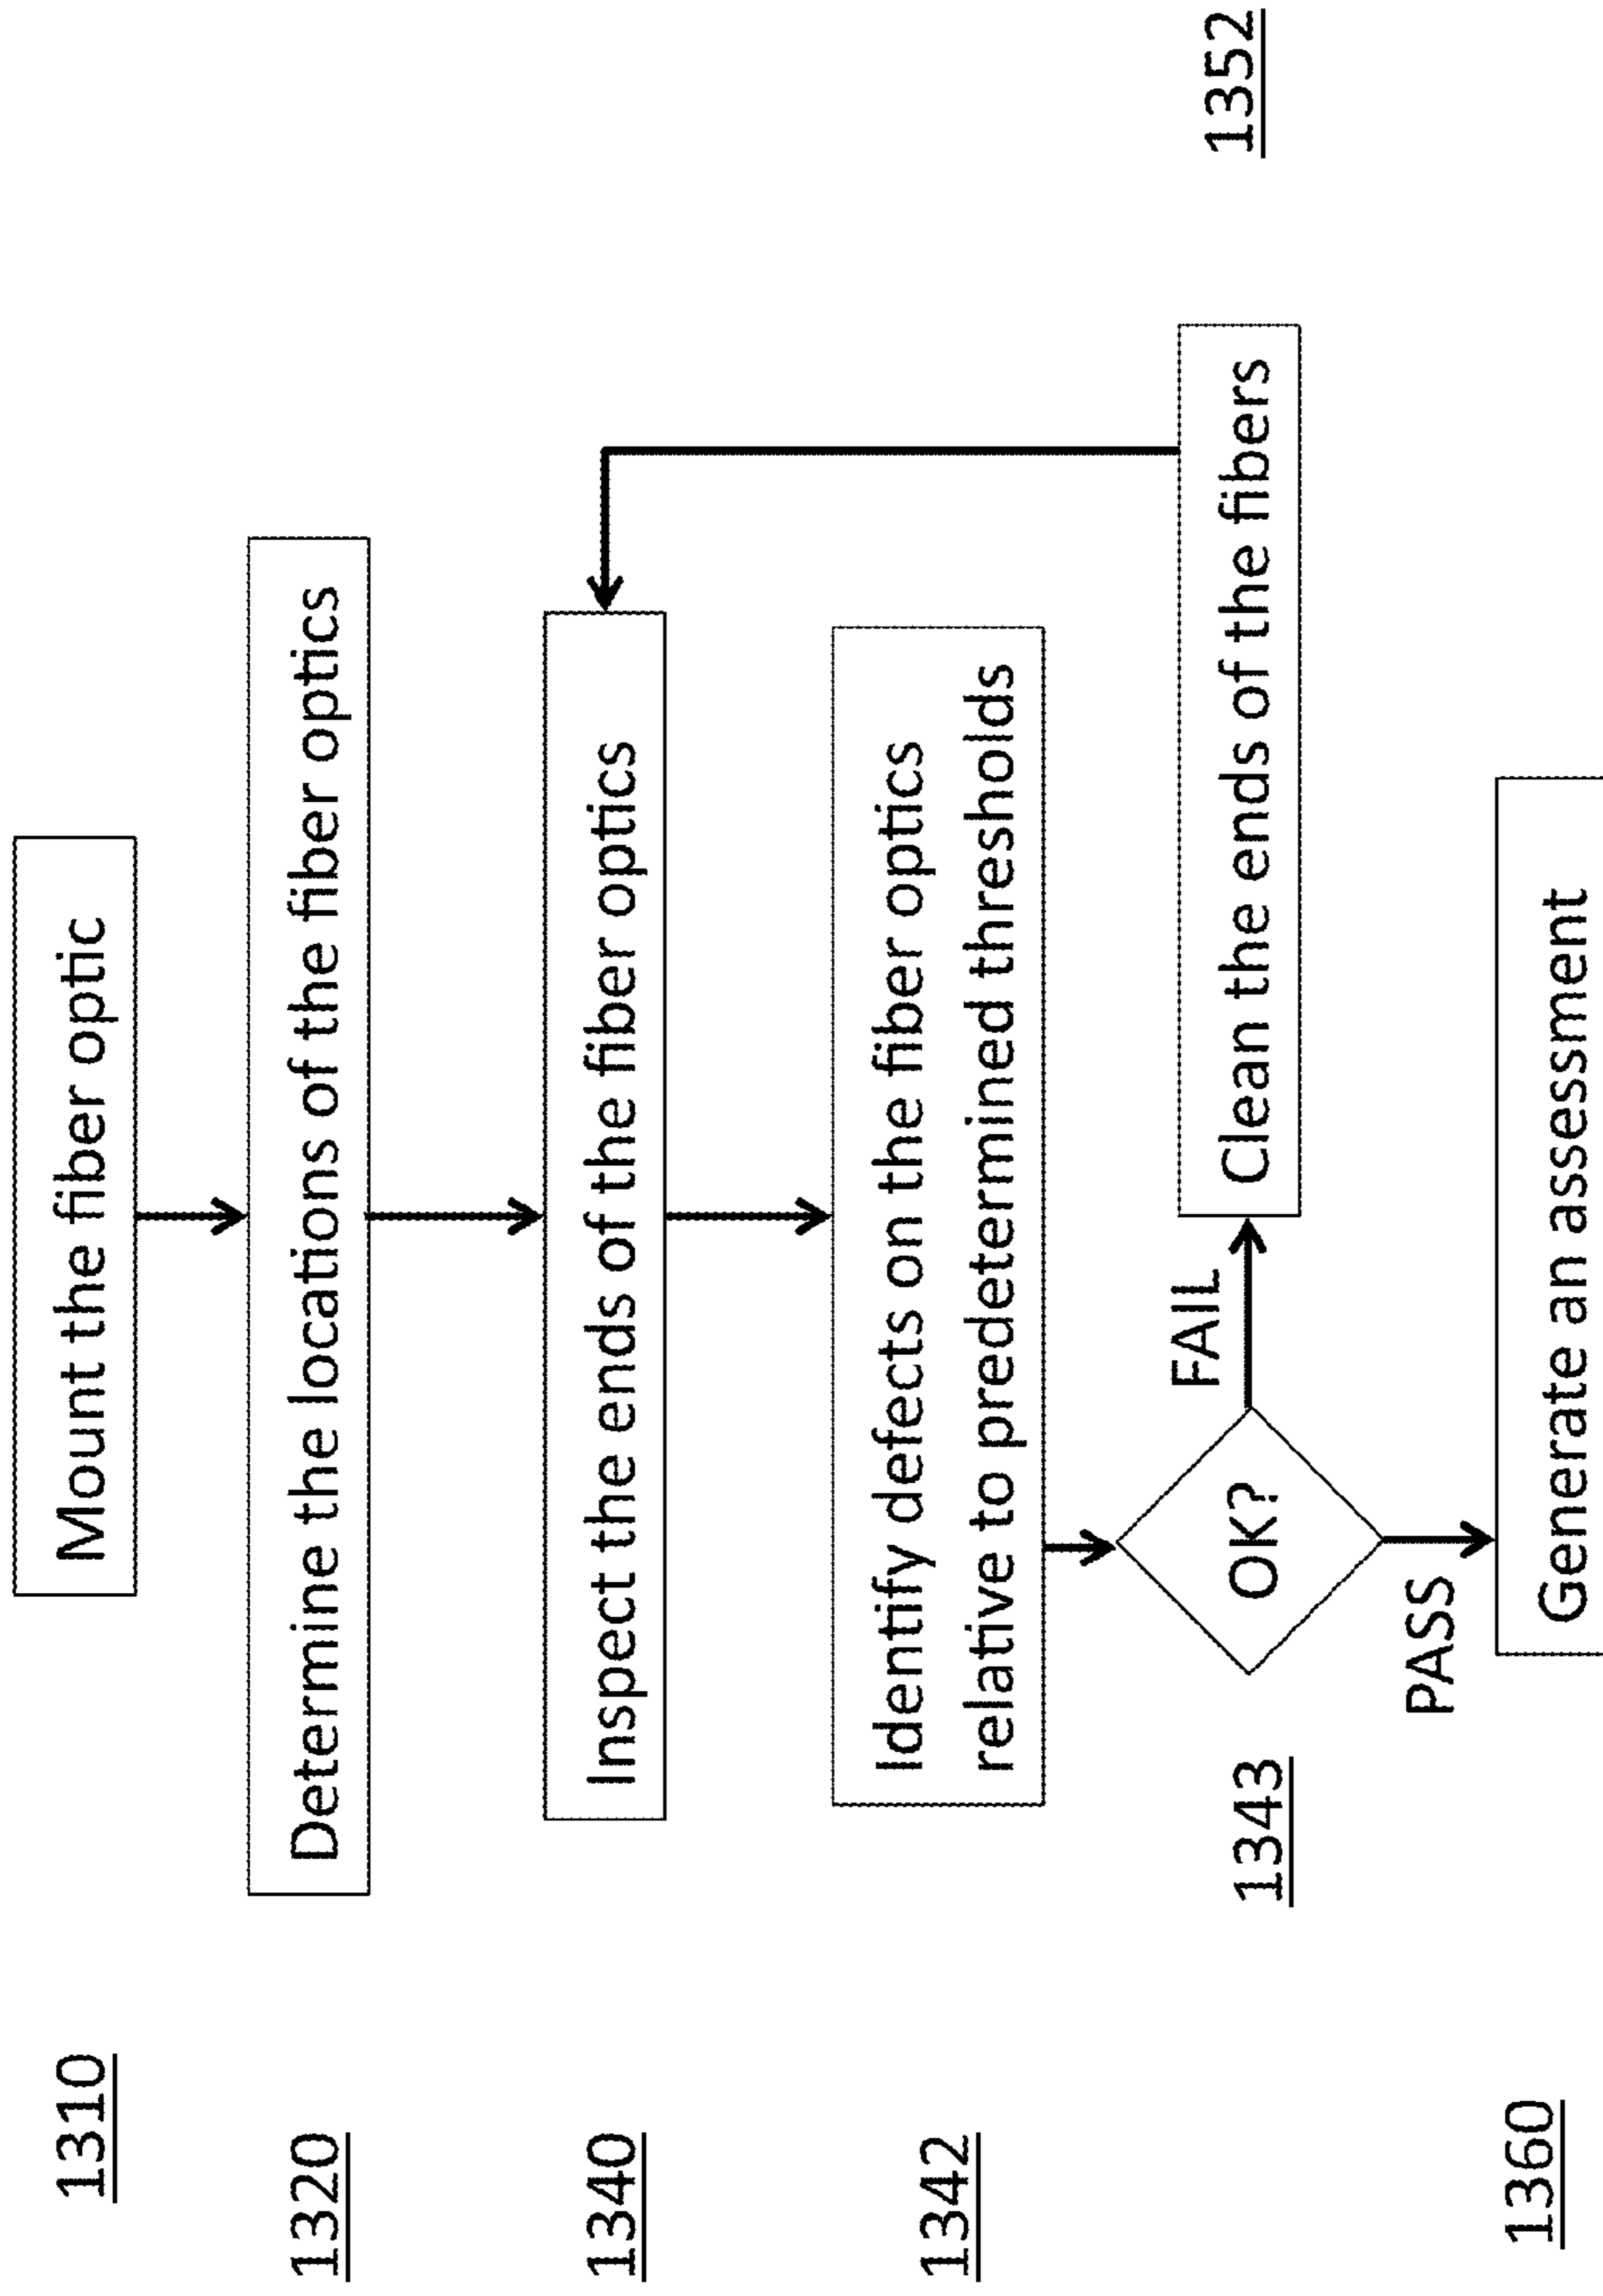 1310
Mount the fiber optic
1320
Determine the locations of the fiber optics
1340
Inspect the ends of the fiber optics
1342
Identify defects on the fiber optics
relative to predetermined thresholds
1343
OK?
FAIL
Clean the ends of the fibers
1352
PASS
1360
Generate an assessment